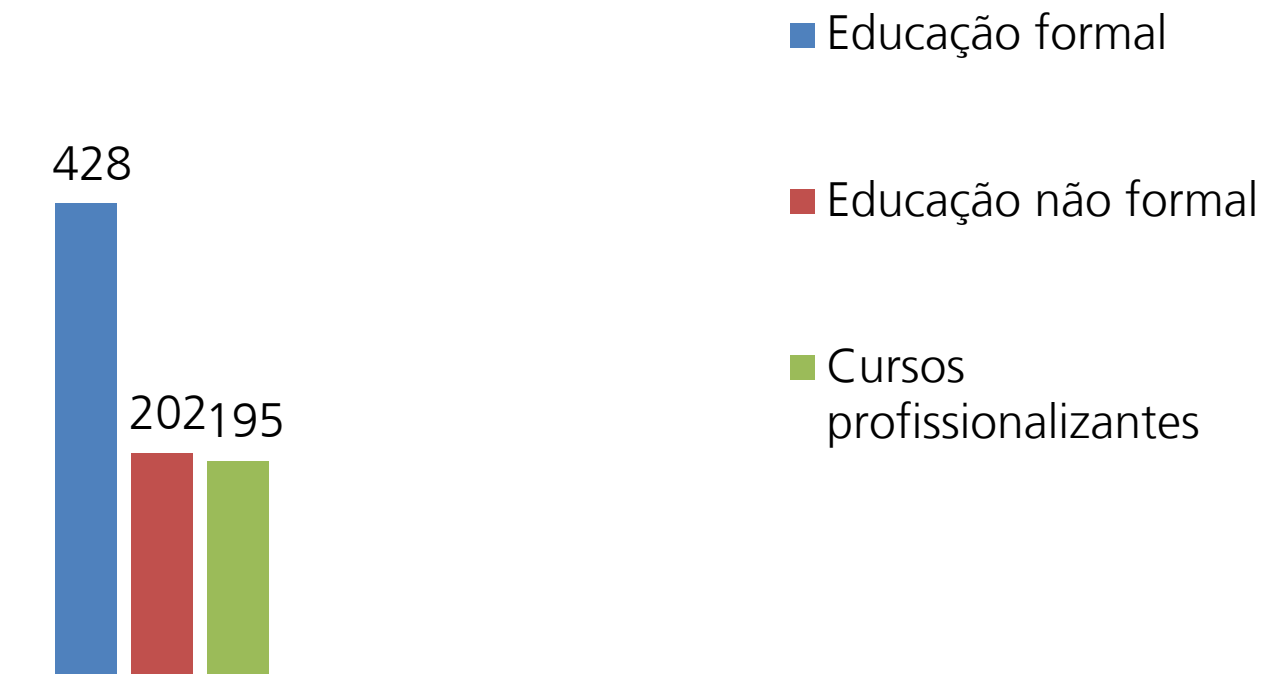 Educação formal
428
Educação não formal
Cursos
profissionalizantes
202
195